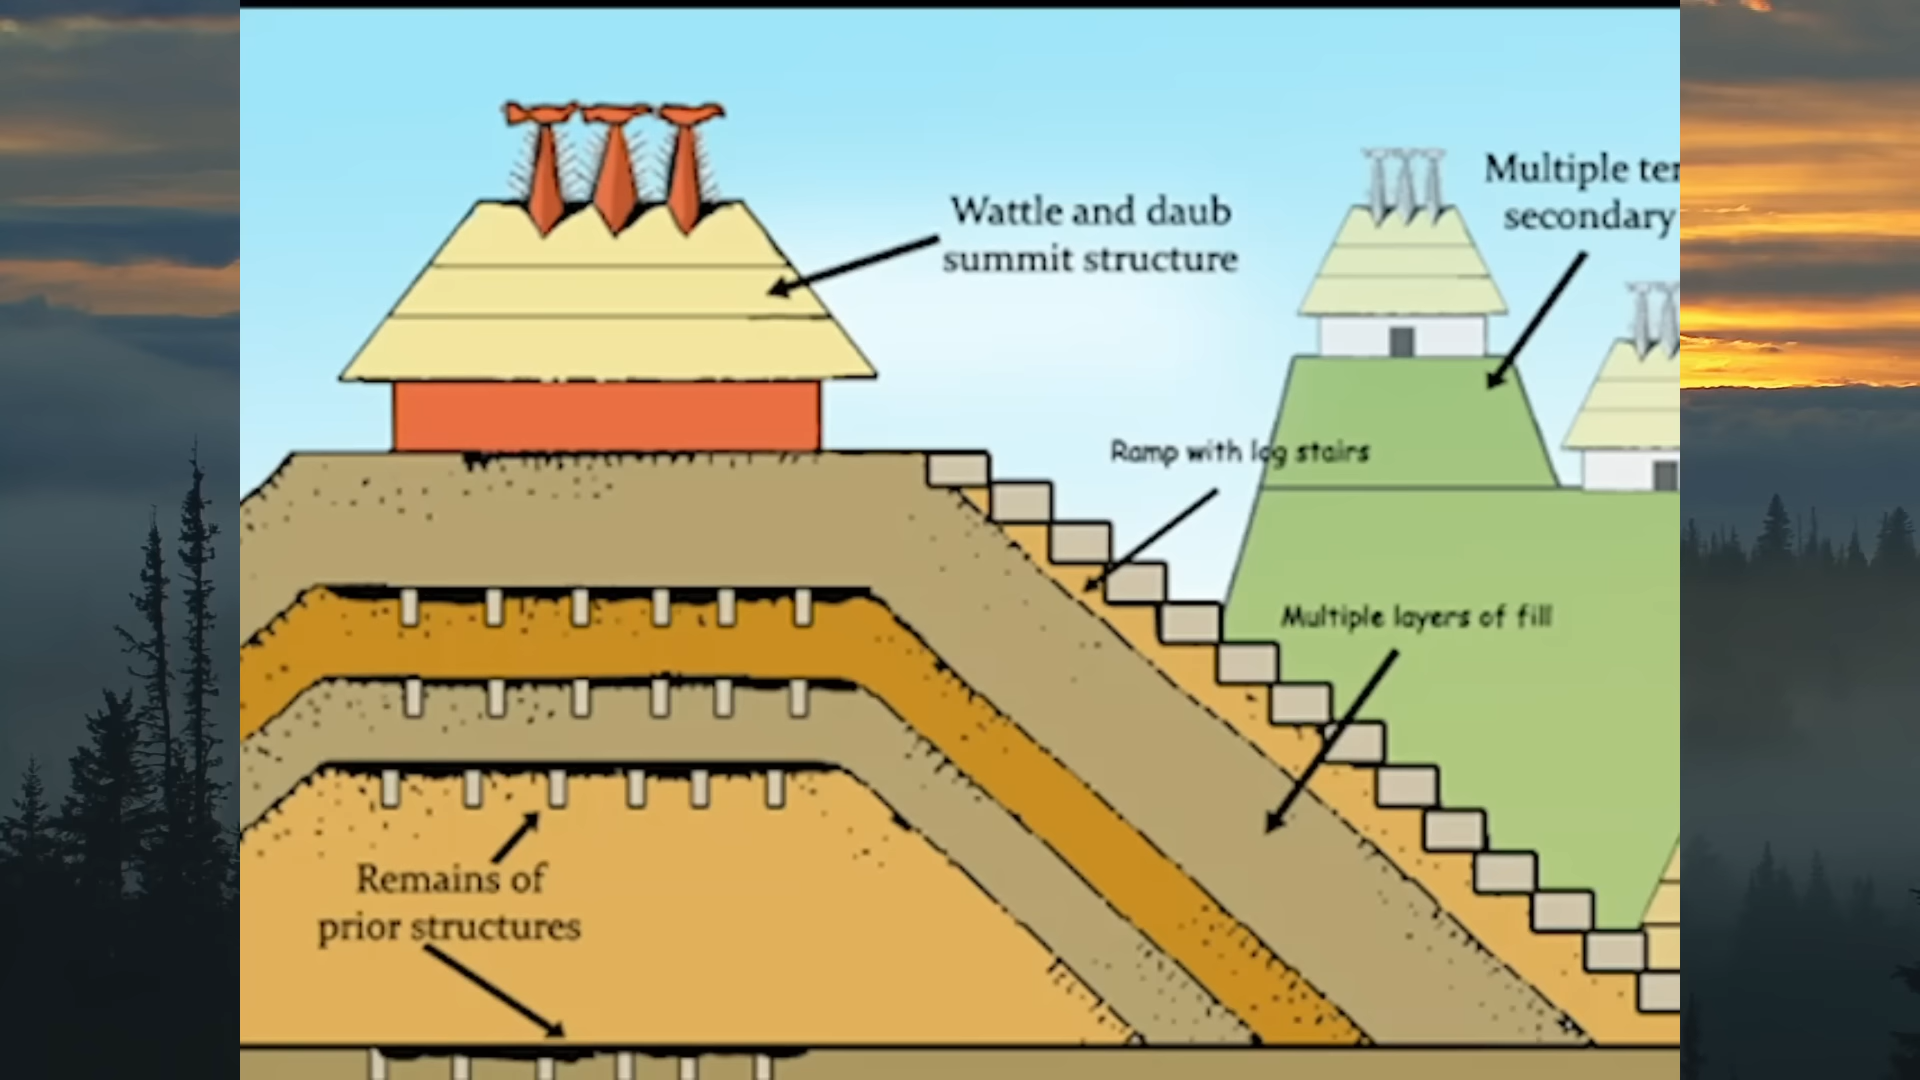 Wattle and daub
summit structure
Multiple
secondary
Ramp with log stairs
Multiple layers of fill
Remains of
prior structures